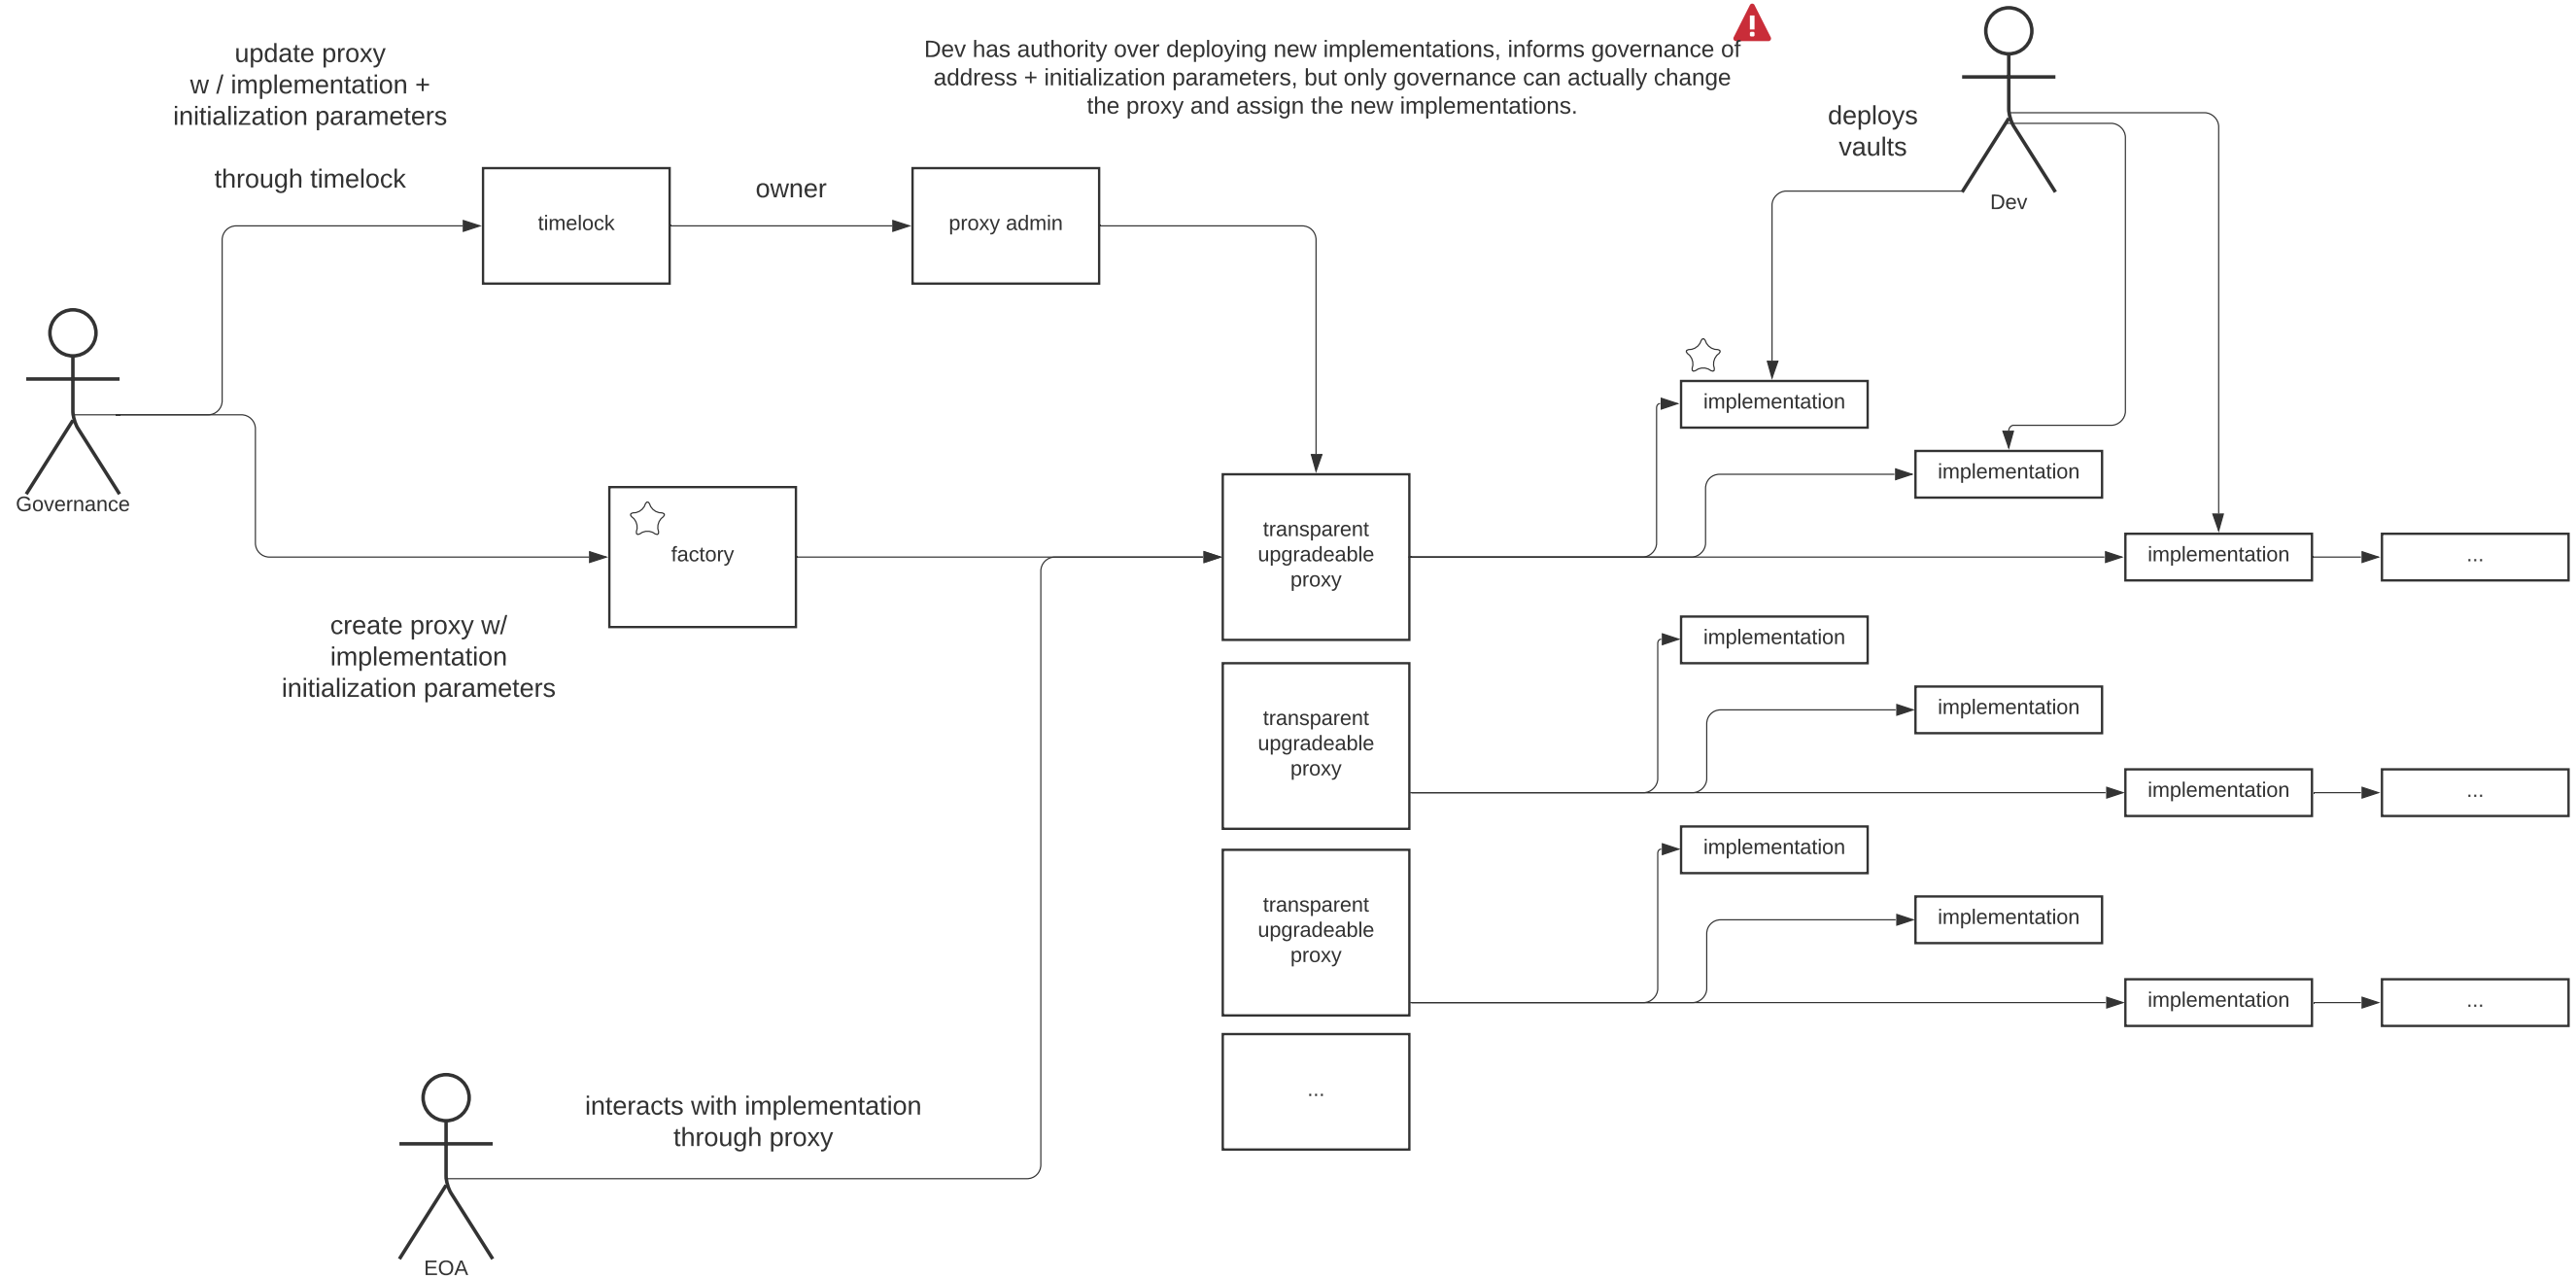 update proxy
w / implementation +
initialization parameters
through timelock
Dev has authority over deploying new implementations, informs governance of
address + initialization parameters, but only governance can actually change
the proxy and assign the new implementations.
deploys
vaults
Dev
timelock
owner
proxy admin
Governance
implementation
implementation
factory
transparent
upgradeable
proxy
implementation
...
create proxy w/
implementation
initialization parameters
implementation
transparent
upgradeable
proxy
implementation
implementation
...
implementation
transparent
upgradeable
proxy
implementation
implementation
...
...
interacts with implementation
through proxy
EOA